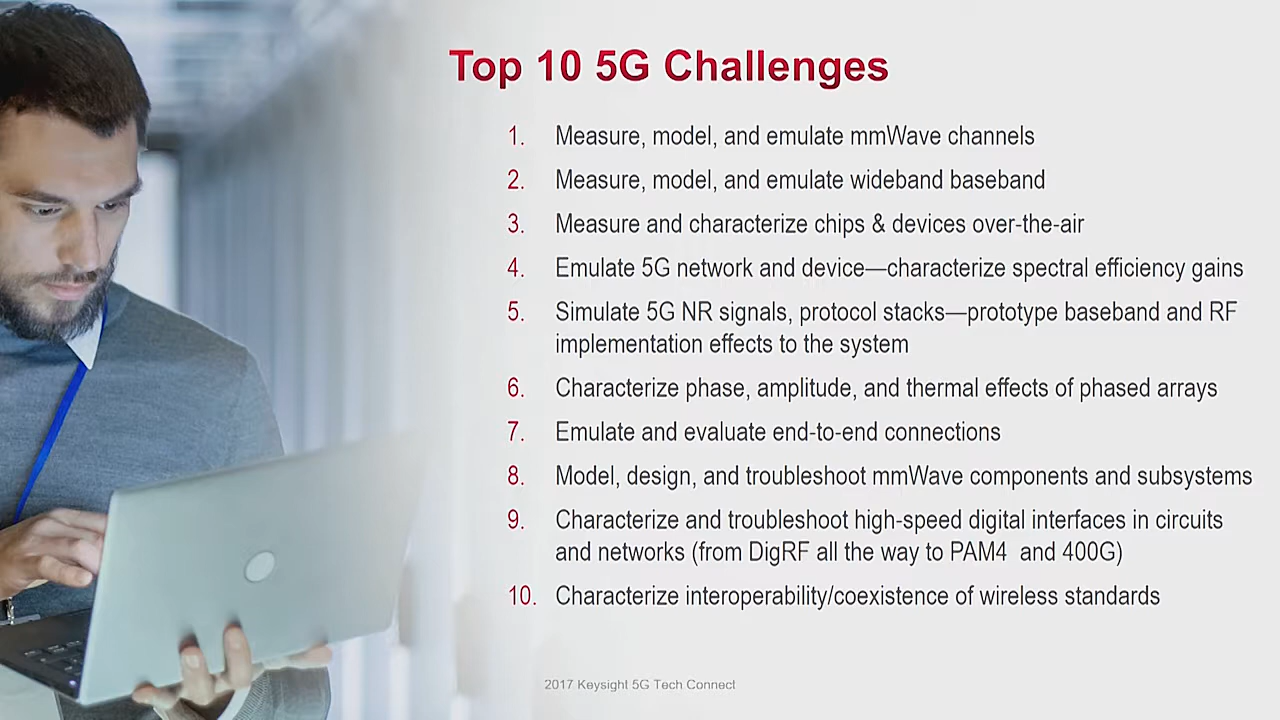 Top 10 5G Challenges
1. Measure, model, and emulate mmWave channels
2. Measure, model, and emulate wideband baseband
3. Measure and characterize chips & devices over-the-air
4. Emulate 5G network and device—characterize spectral efficiency gains
5. Simulate 5G NR signals, protocol stacks—prototype baseband and RF
implementation effects to the system
6. Characterize phase, amplitude, and thermal effects of phased arrays
7. Emulate and evaluate end-to-end connections
8. Model, design, and troubleshoot mmWave components and subsystems
9. Characterize and troubleshoot high-speed digital interfaces in circuits
and networks (from DigRF all the way to PAM4 and 400G)
10. Characterize interoperability/coexistence of wireless standards
2017 Keysight 5G Tech Connect